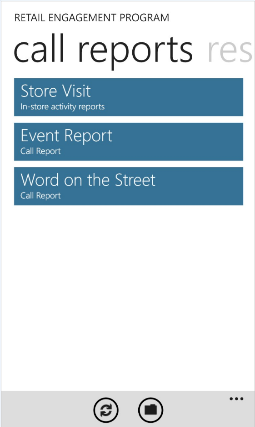 RETAIL ENGAGEMENT PROGRAM
call reports res
Store Visit
In-store activity reports
Event Report
Call Report
Word on the Street
Call Report